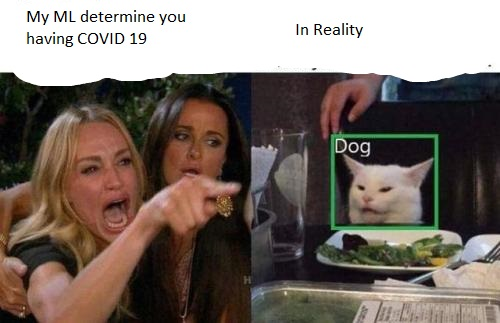 My ML determine you
having COVID 19
In Reality
Dog